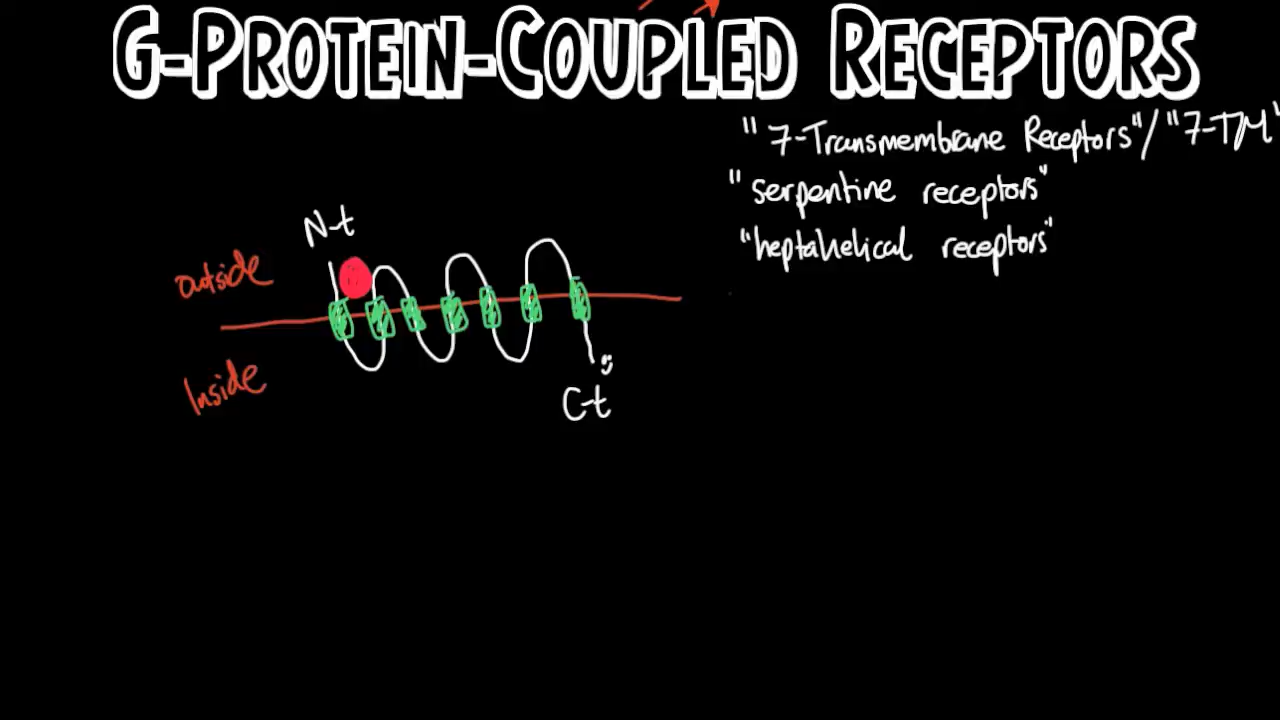 G-PROTEIN-COUPLED RECEPTORS
"7-Transmembrane Receptors"/"7-TM"
"serpentine receptors"
"heptahelical receptors"
N-t
outside
Inside
C-t